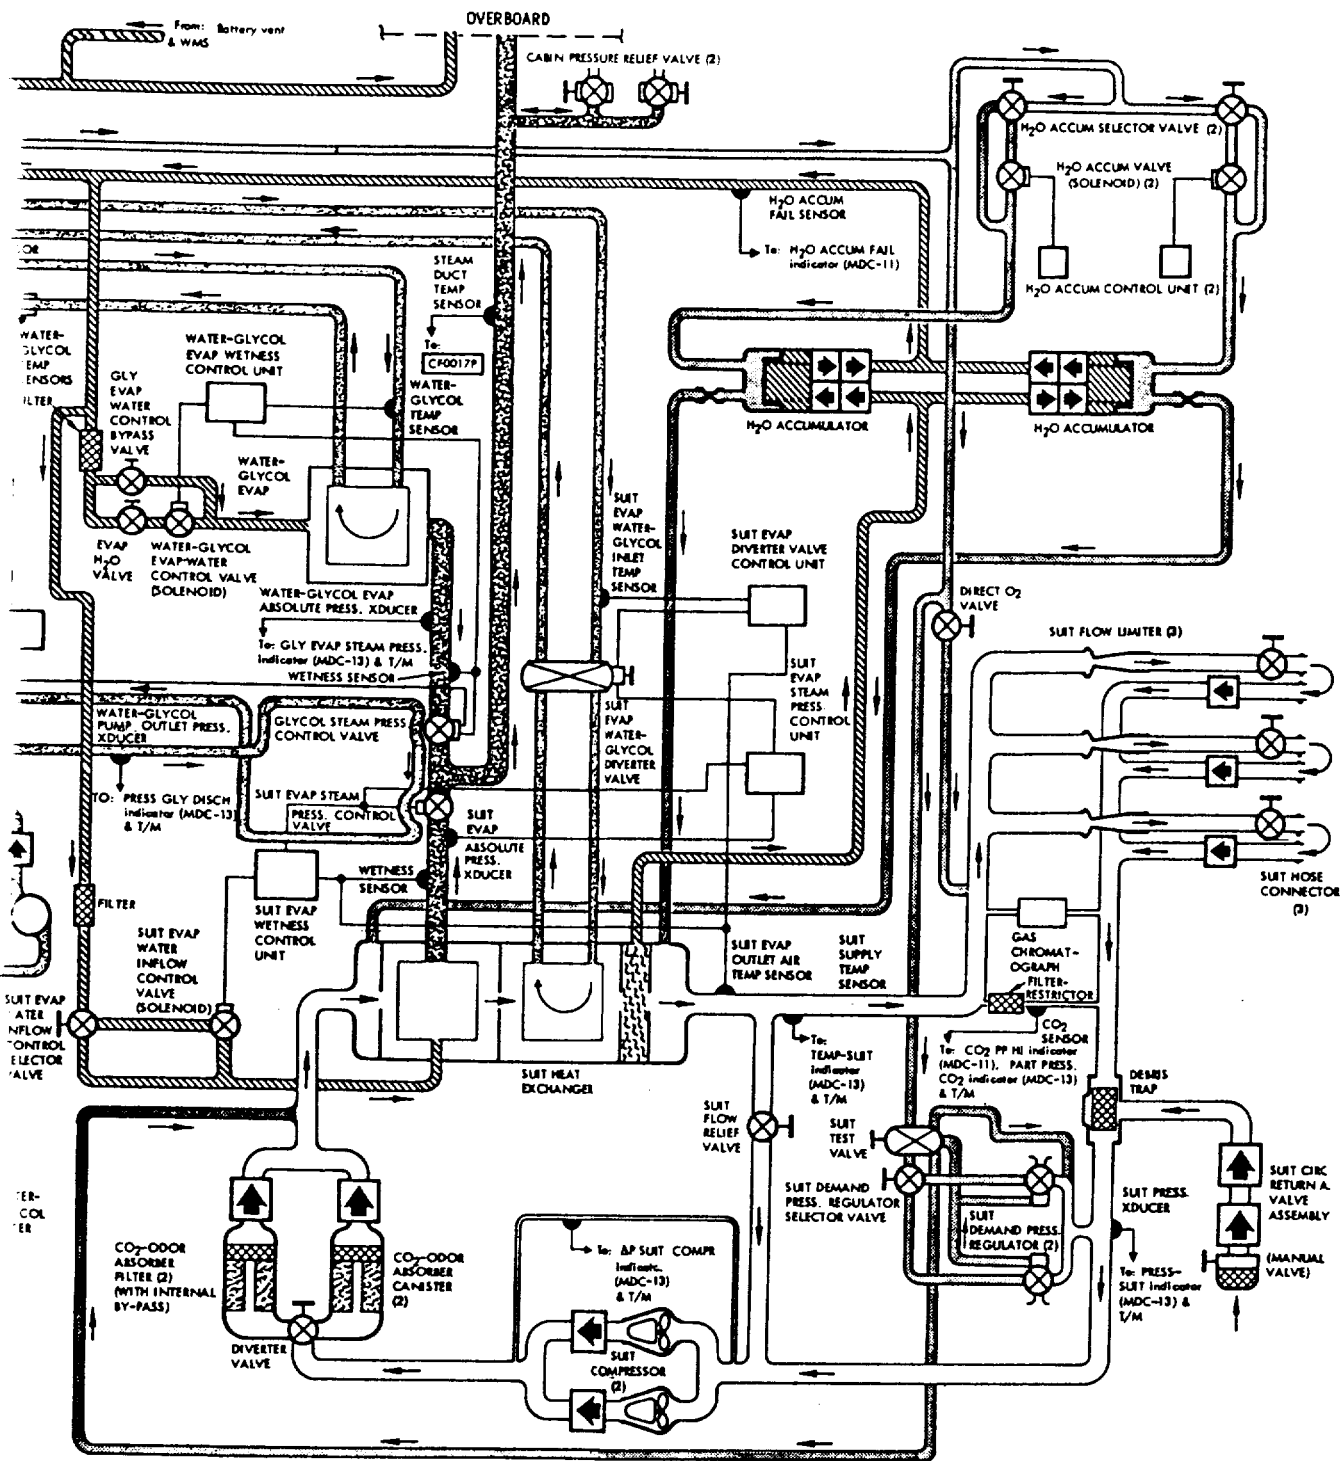 OVERBOARD
From: Battery vent
& WMS
CABIN PRESSURE RELIEF VALVE (2)
H2O ACCUM SELECTOR VALVE (2)
H2O ACCUM VALVE
(SOLENOID) (2)
H2O ACCUM
FAIL SENSOR
To: H2O ACCUM FAIL
indicator (MDC-11)
H2O ACCUM CONTROL UNIT (2)
OR
STEAM
DUCT
TEMP
SENSOR
To:
CF0017P
WATER-
GLYCOL
TEMP
SENSOR
WATER-
GLYCOL
TEMP
ENSORS
ILTER
WATER-GLYCOL
EVAP WETNESS
CONTROL UNIT
GLY
EVAP
WATER
CONTROL
BYPASS
VALVE
WATER-
GLYCOL
EVAP
H2O ACCUMULATOR
H2O ACCUMULATOR
EVAP
H2O
VALVE
WATER-GLYCOL
EVAP-WATER
CONTROL VALVE
(SOLENOID)
SUIT
EVAP
WATER-
GLYCOL
INLET
TEMP
SENSOR
SUIT EVAP
DIVERTER VALVE
CONTROL UNIT
WATER-GLYCOL EVAP
ABSOLUTE PRESS. XDUCER
To: GLY EVAP STEAM PRESS.
indicator (MDC-13) & T/M
WETNESS SENSOR
DIRECT O2
VALVE
SUIT FLOW LIMITER (3)
SUIT
EVAP
STEAM
PRESS.
CONTROL
UNIT
SUIT
EVAP
WATER-
GLYCOL
DIVERTER
VALVE
WATER-GLYCOL
PUMP OUTLET PRESS.
XDUCER
GLYCOL STEAM PRESS
CONTROL VALVE
TO: PRESS GLY DISCH
indicator (MDC-13)
& T/M
SUIT EVAP STEAM
PRESS. CONTROL
VALVE
SUIT
EVAP
ABSOLUTE
PRESS.
XDUCER
WETNESS
SENSOR
SUIT HOSE
CONNECTOR
(3)
FILTER
SUIT EVAP
WETNESS
CONTROL
UNIT
SUIT EVAP
WATER
INFLOW
CONTROL
VALVE
(SOLENOID)
SUIT EVAP
OUTLET AIR
TEMP SENSOR
SUIT
SUPPLY
TEMP
SENSOR
GAS
CHROMAT-
OGRAPH
FILTER-
RESTRICTOR
SUIT EVAP
ATER
NFLOW
CONTROL
ELECTOR
VALVE
CO2
SENSOR
To: CO2 PP HI indicator
(MDC-11), PART PRESS.
CO2 indicator (MDC-13)
& T/M
To:
TEMP-SUIT
indicator
(MDC-13)
& T/M
SUIT HEAT
EXCHANGER
DEBRIS
TRAP
SUIT
FLOW
RELIEF
VALVE
SUIT
TEST
VALVE
SUIT DEMAND
PRESS. REGULATOR
SELECTOR VALVE
SUIT
DEMAND PRESS.
REGULATOR (2)
SUIT PRESS.
XDUCER
SUIT CIRC
RETURN A.
VALVE
ASSEMBLY
(MANUAL
VALVE)
To: PRESS-
SUIT indicator
(MDC-13) &
T/M
TER-
COL
TER
CO2-ODOR
ABSORBER
FILTER (2)
(WITH INTERNAL
BY-PASS)
CO2-ODOR
ABSORBER
CANISTER
(2)
To: ΔP SUIT COMPR
indicatc.
(MDC-13)
& T/M
DIVERTER
VALVE
SUIT
COMPRESSOR
(2)